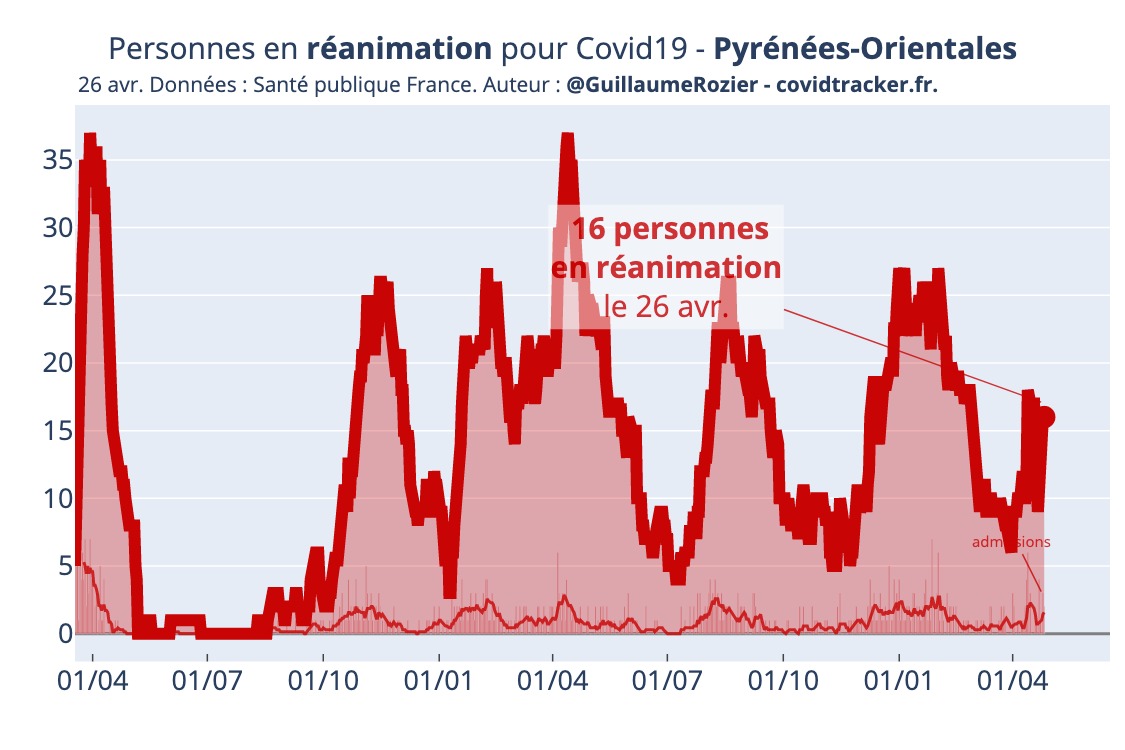 Personnes en réanimation pour Covid19 - Pyrénées-Orientales
26 avr. Données : Santé publique France. Auteur : @GuillaumeRozier - covidtracker.fr.
35
30
25
20
15
10
5
0
16 personnes
en réanimation
le 26 avr.
admissions
01/04 01/07 01/10 01/01 01/04 01/07 01/10 01/01 01/04